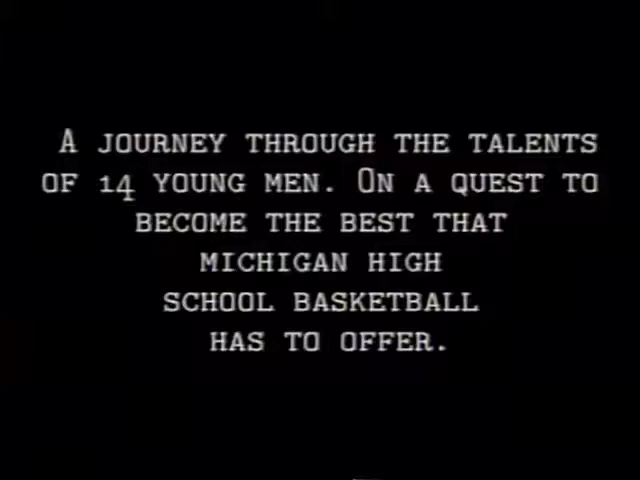 A JOURNEY THROUGH THE TALENTS
OF 14 YOUNG MEN. ON A QUEST TO
BECOME THE BEST THAT
MICHIGAN HIGH
SCHOOL BASKETBALL
HAS TO OFFER.